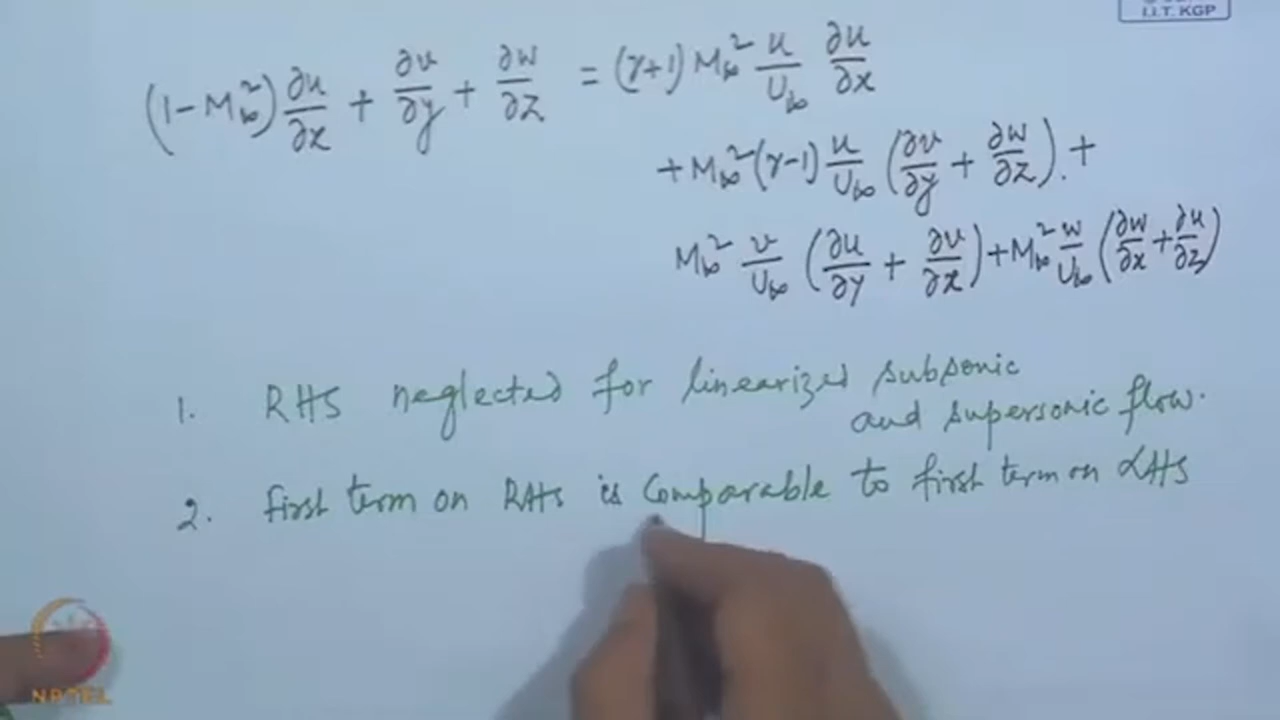 I.I.T. KGP
(1-M∞²) ∂u/∂x + ∂v/∂y + ∂w/∂z = (γ+1) M∞² u/U∞ ∂u/∂x
+ M∞² (γ-1) u/U∞ (∂v/∂y + ∂w/∂z) . +
M∞² v/U∞ (∂u/∂y + ∂v/∂x) + M∞² w/U∞ (∂w/∂x + ∂u/∂z)
1. RHS neglected for linearized subsonic
and supersonic flow.
2. first term on RHS is comparable to first term on LHS
NPTEL